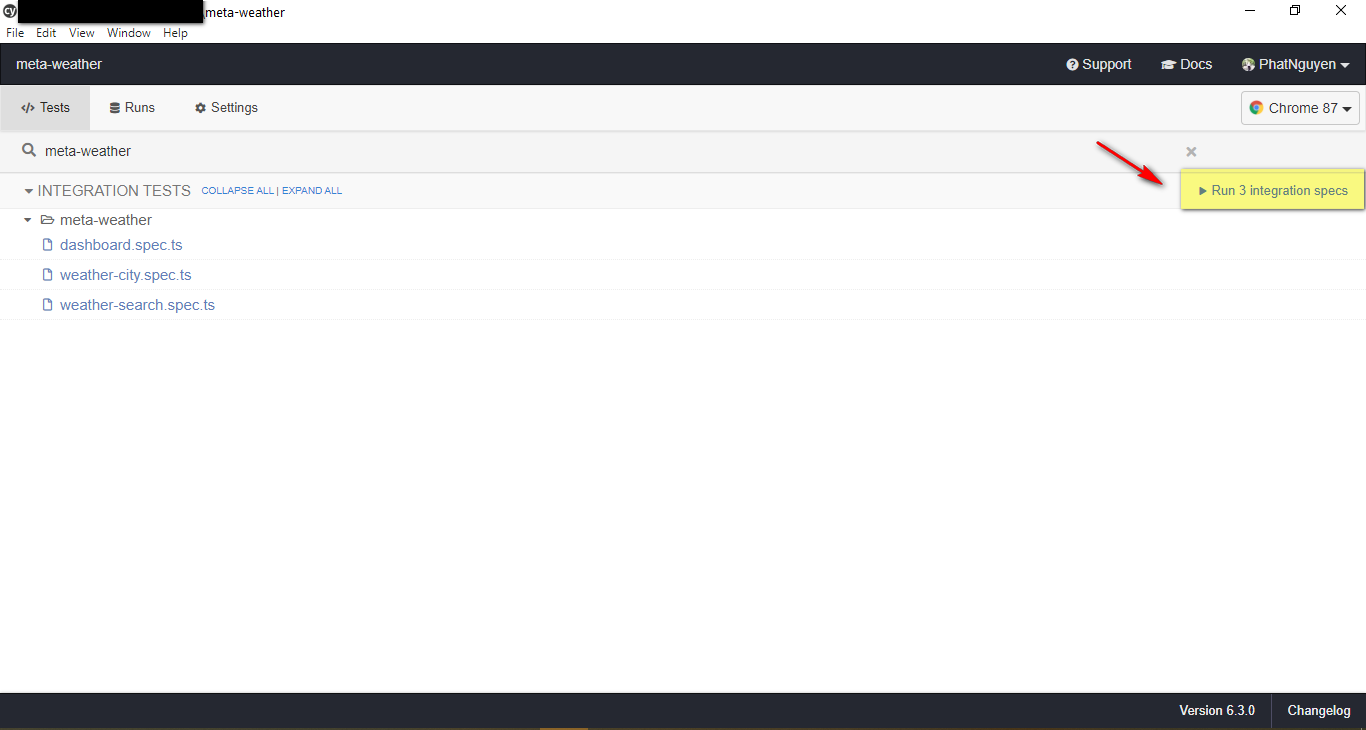 cy meta-weather
File Edit View Window Help
meta-weather Support Docs PhatNguyen
Tests Runs Settings Chrome 87
meta-weather
INTEGRATION TESTS COLLAPSE ALL | EXPAND ALL Run 3 integration specs
meta-weather
dashboard.spec.ts
weather-city.spec.ts
weather-search.spec.ts
Version 6.3.0 Changelog